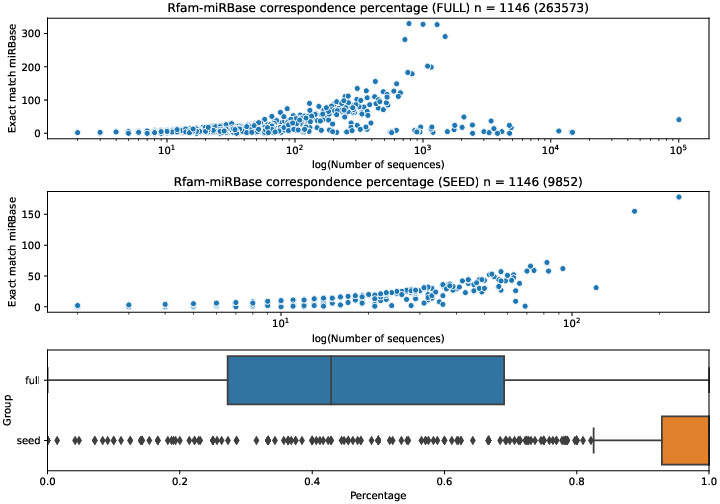 Rfam-miRBase correspondence percentage (FULL) n = 1146 (263573)
Exact match miRBase
300
200
100
0
10¹ 10² 10³ 10⁴ 10⁵
log(Number of sequences)
Rfam-miRBase correspondence percentage (SEED) n = 1146 (9852)
Exact match miRBase
150
100
50
0
10¹ 10²
log(Number of sequences)
Group
full
seed
0.0 0.2 0.4 0.6 0.8 1.0
Percentage